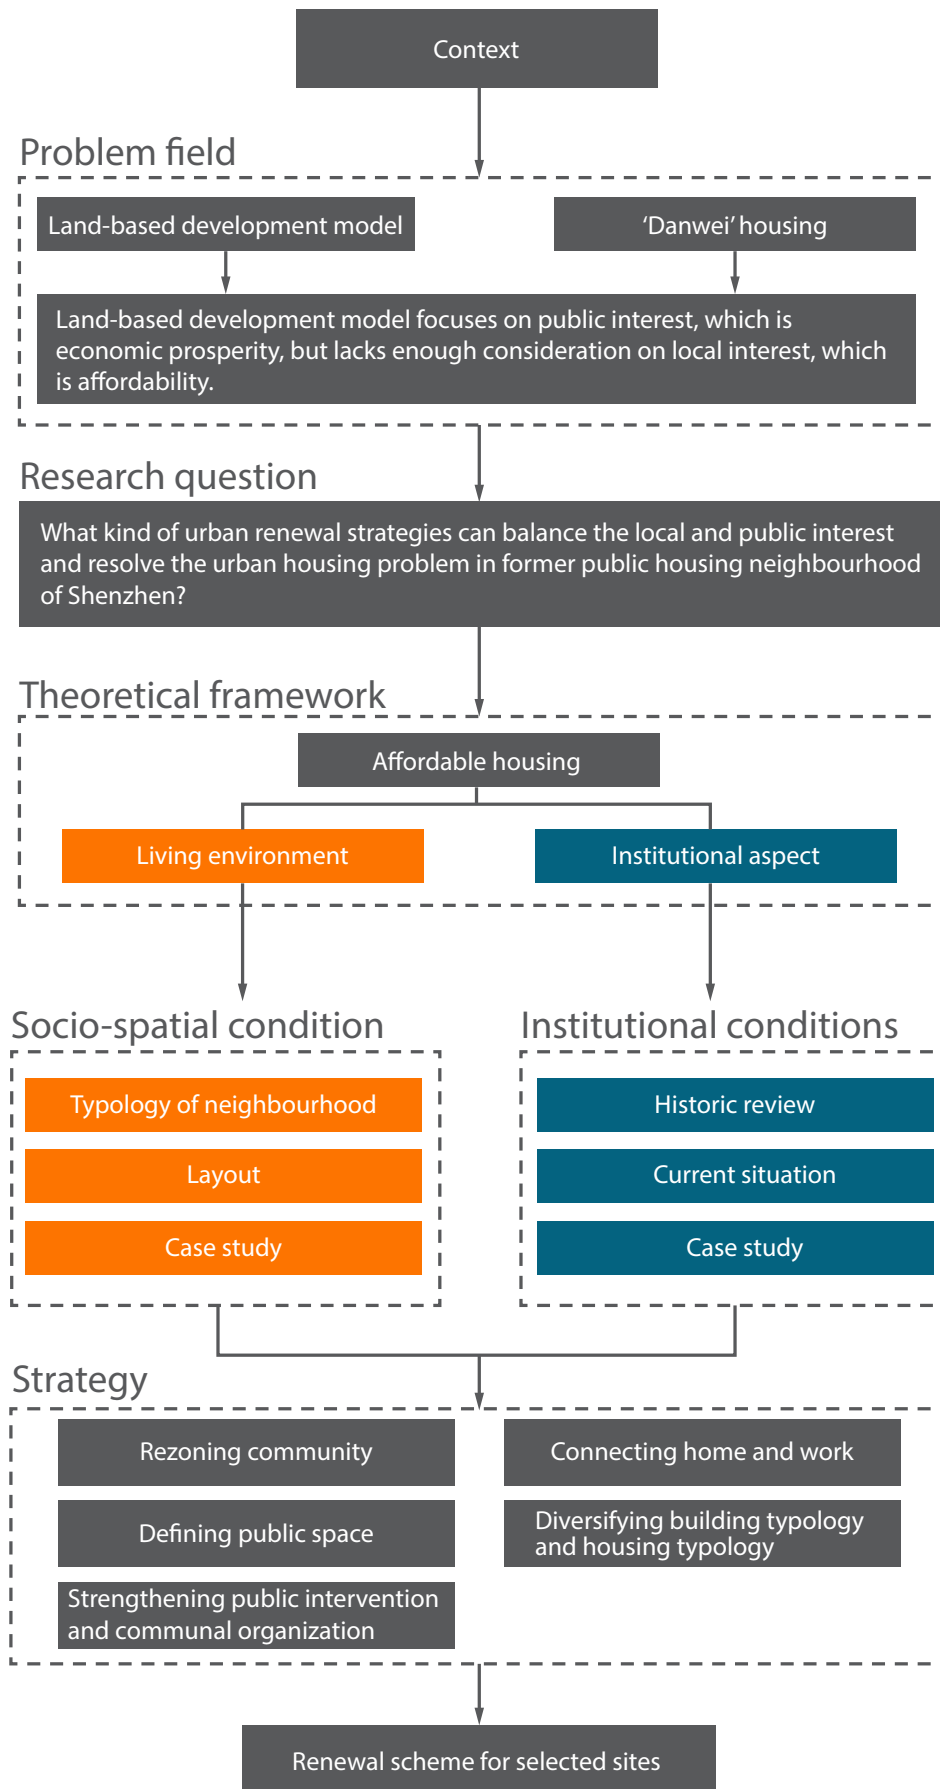 Context
Problem field
Land-based development model
‘Danwei’ housing
Land-based development model focuses on public interest, which is
economic prosperity, but lacks enough consideration on local interest, which
is affordability.
Research question
What kind of urban renewal strategies can balance the local and public interest
and resolve the urban housing problem in former public housing neighbourhood
of Shenzhen?
Theoretical framework
Affordable housing
Living environment
Institutional aspect
Socio-spatial condition
Institutional conditions
Typology of neighbourhood
Historic review
Layout
Current situation
Case study
Case study
Strategy
Rezoning community
Connecting home and work
Defining public space
Diversifying building typology
and housing typology
Strengthening public intervention
and communal organization
Renewal scheme for selected sites